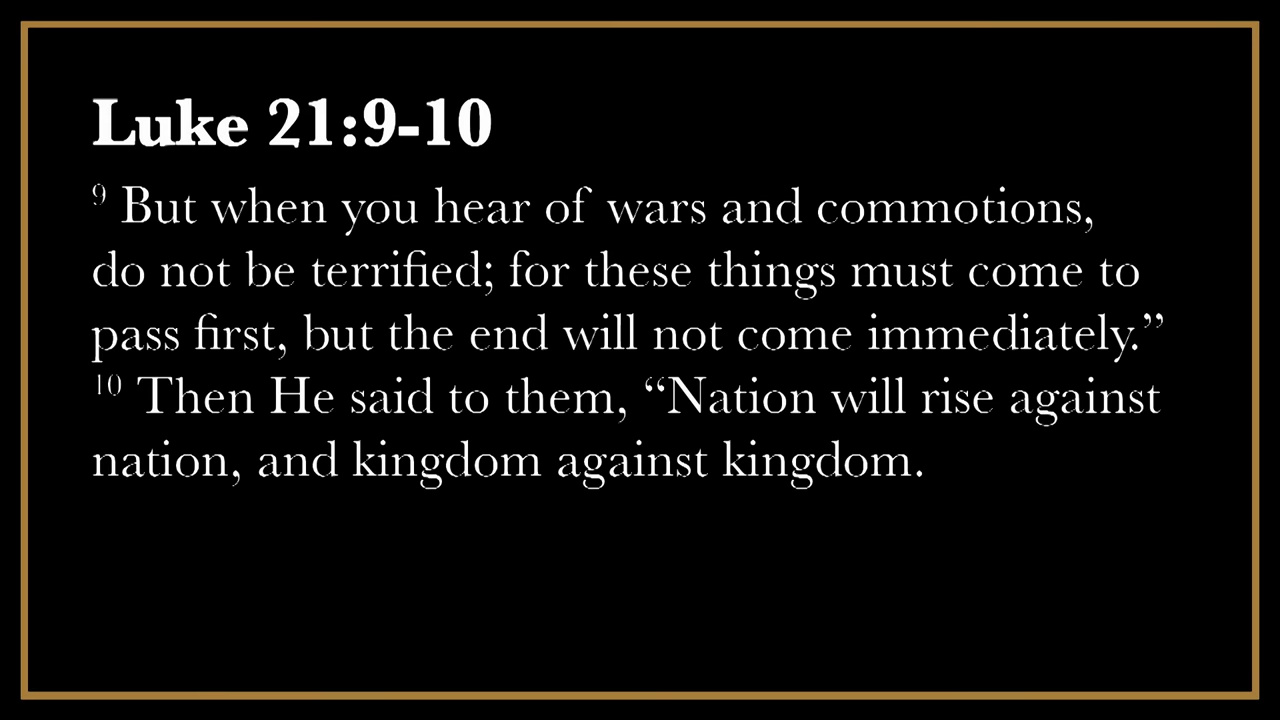 Luke 21:9-10
9 But when you hear of wars and commotions,
do not be terrified; for these things must come to
pass first, but the end will not come immediately.”
10 Then He said to them, “Nation will rise against
nation, and kingdom against kingdom.